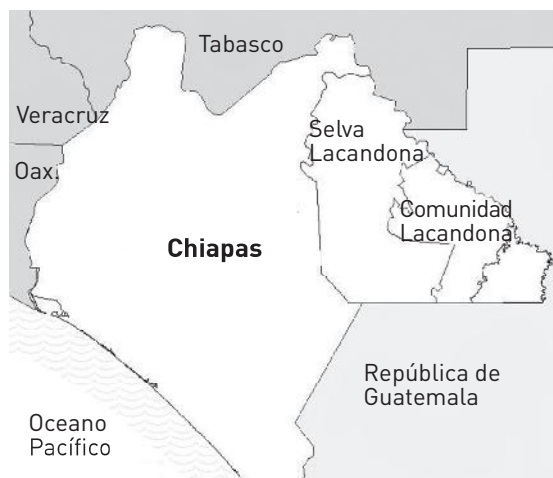 Tabasco
Veracruz
Oax.
Selva
Lacandona
Comunidad
Lacandona
Chiapas
República de
Guatemala
Oceano
Pacífico